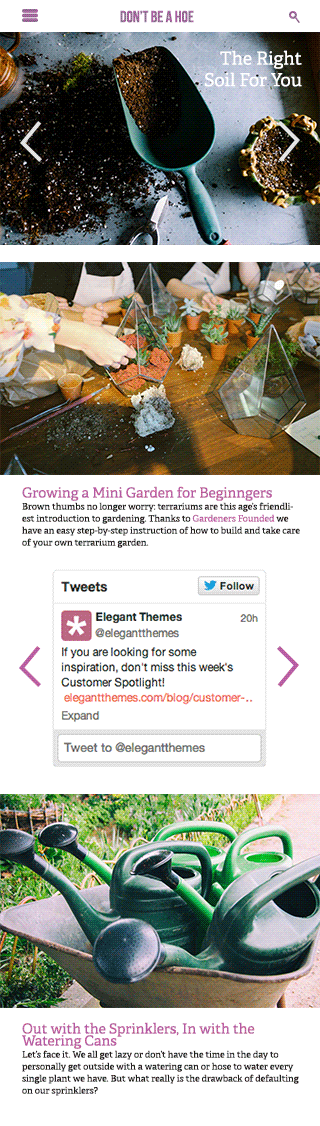 DON'T BE A HOE
The Right
Soil For You
Growing a Mini Garden for Beginngers
Brown thumbs no longer worry: terrariums are this age's friendli-
est introduction to gardening. Thanks to Gardeners Founded we
have an easy step-by-step instruction of how to build and take care
of your own terrarium garden.
Tweets
Follow
Elegant Themes
20h
@elegantthemes
If you are looking for some
inspiration, don't miss this week's
Customer Spotlight!
elegantthemes.com/blog/customer-..
Expand
Tweet to @elegantthemes
Out with the Sprinklers, In with the
Watering Cans
Let's face it. We all get lazy or don't have the time in the day to
personally get outside with a watering can or hose to water every
single plant we have. But what really is the drawback of defaulting
on our sprinklers?